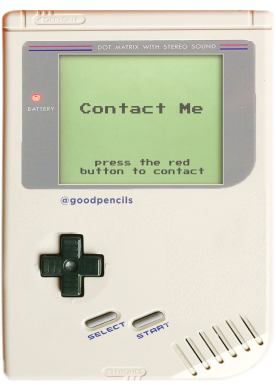 DOT MATRIX WITH STEREO SOUND
BATTERY
Contact Me
press the red
button to contact
@goodpencils
SELECT
START